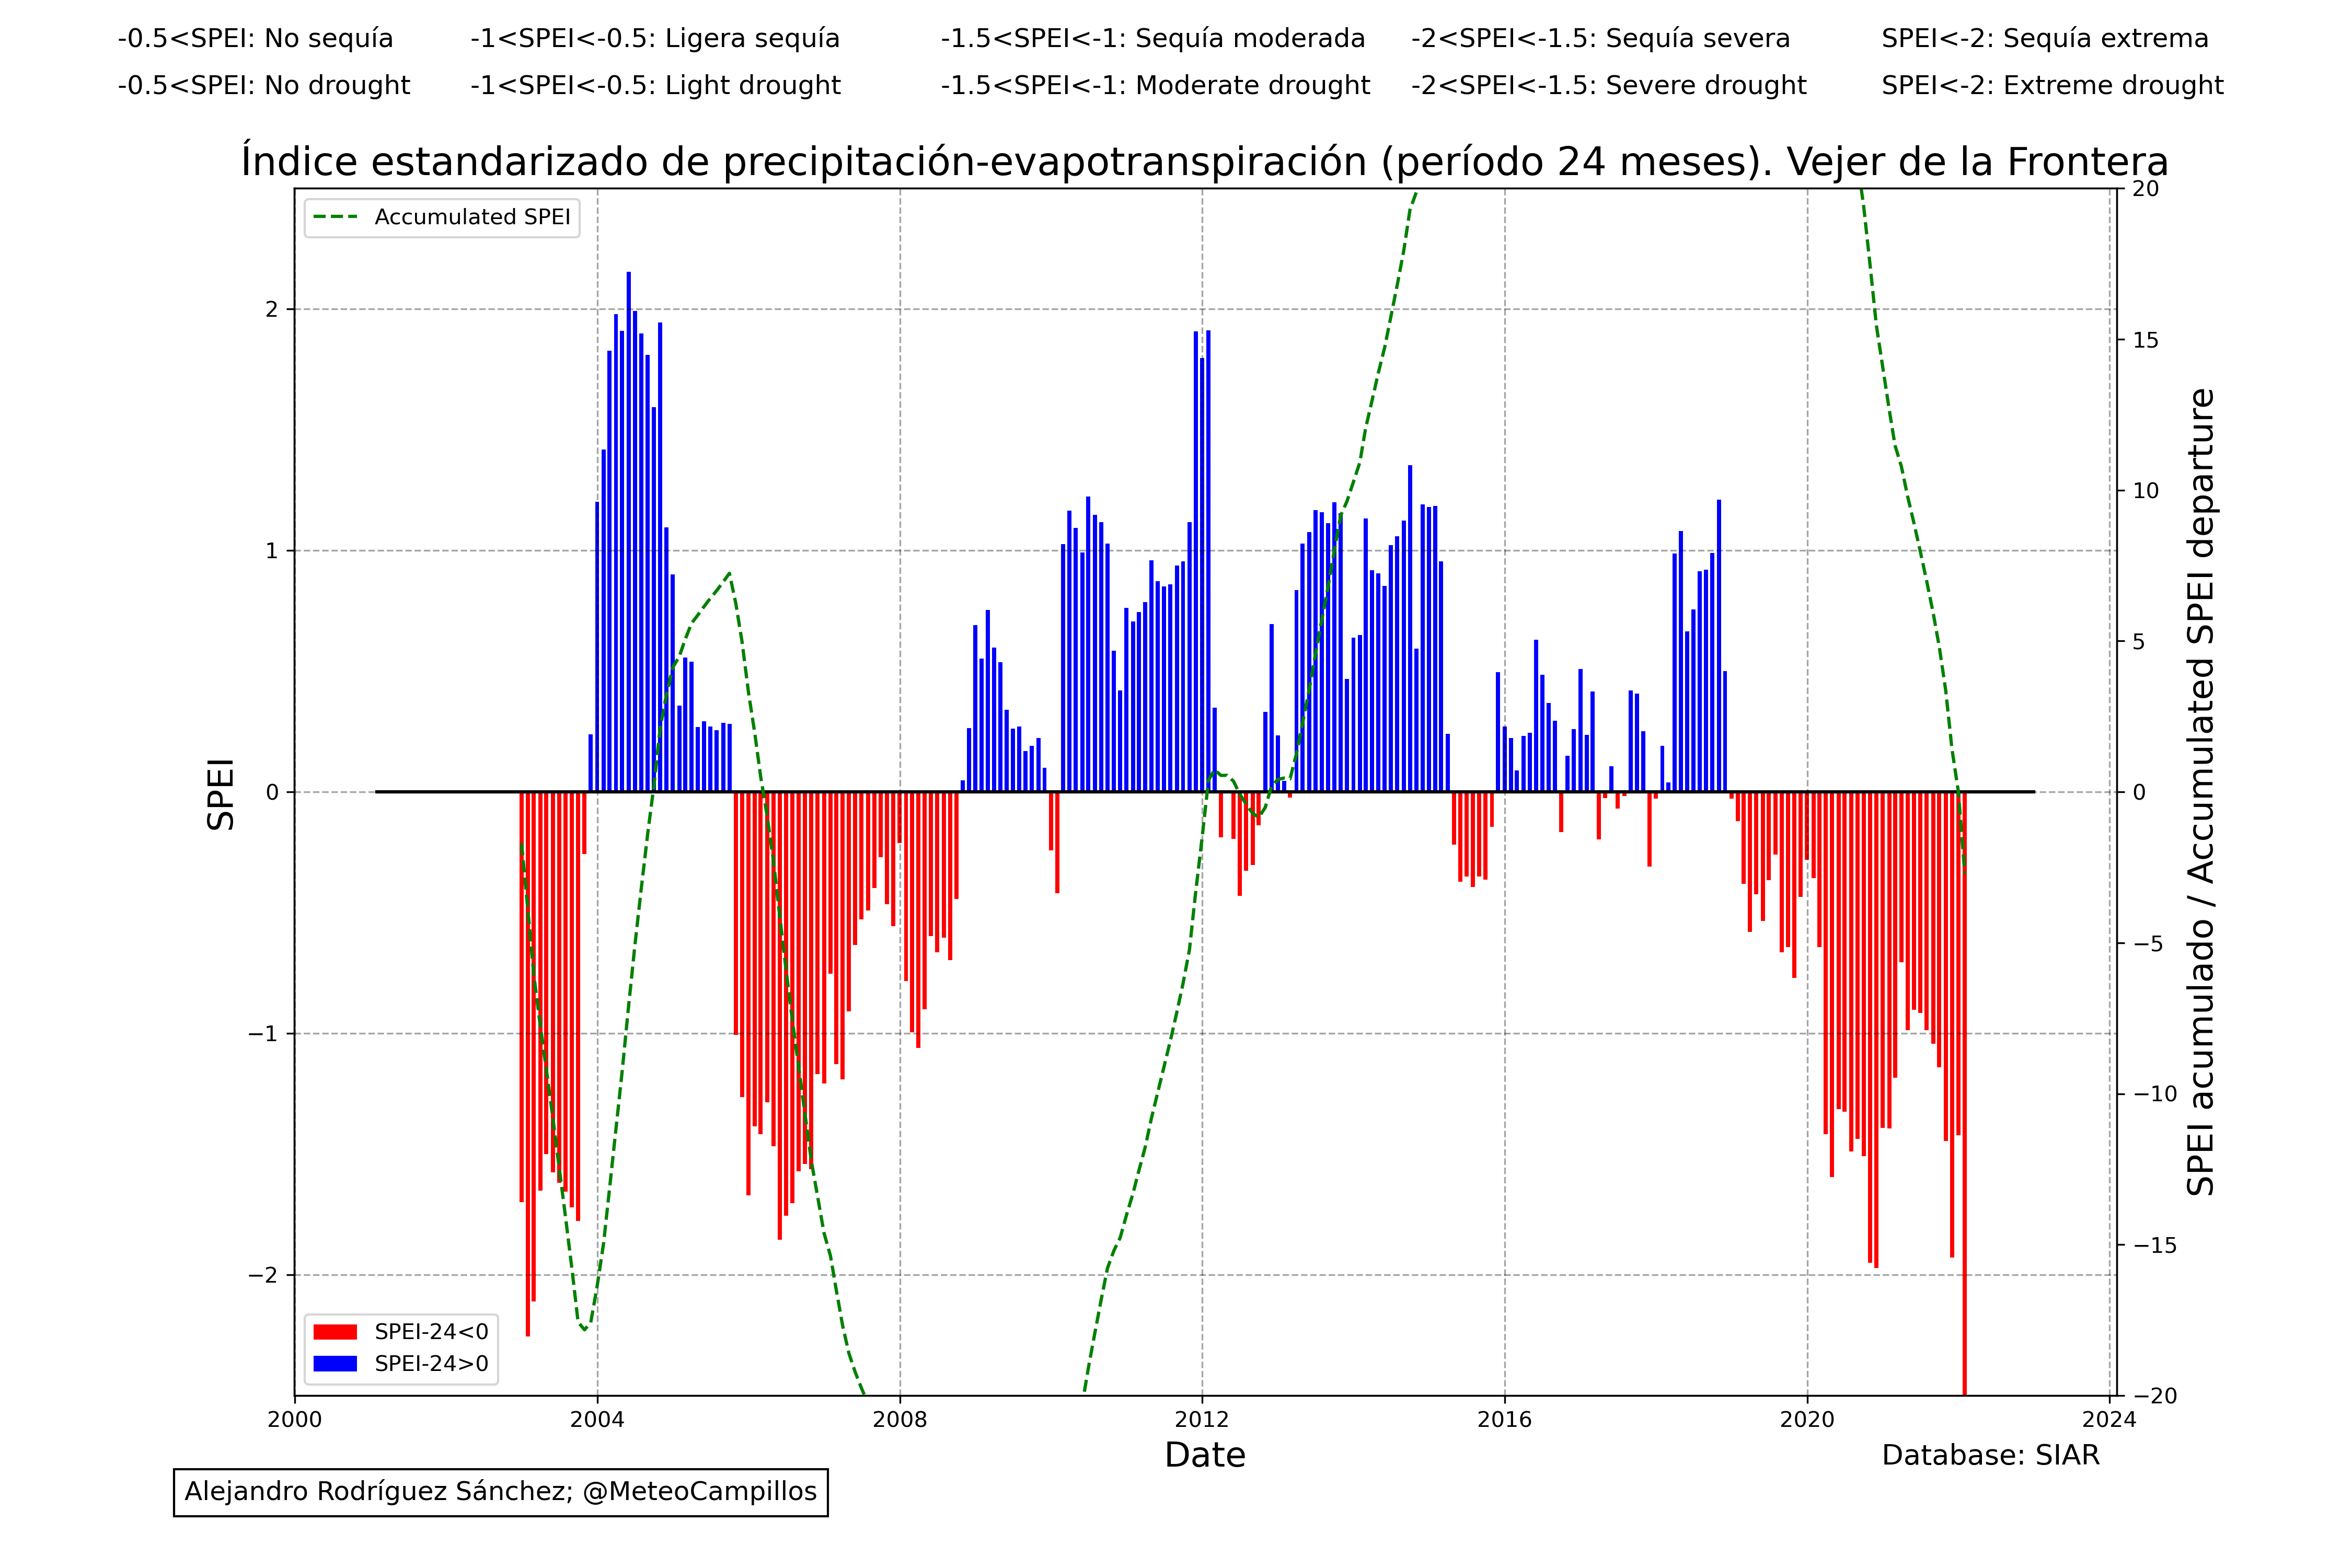 -0.5<SPEI: No sequía -1<SPEI<-0.5: Ligera sequía -1.5<SPEI<-1: Sequía moderada -2<SPEI<-1.5: Sequía severa SPEI<-2: Sequía extrema
-0.5<SPEI: No drought -1<SPEI<-0.5: Light drought -1.5<SPEI<-1: Moderate drought -2<SPEI<-1.5: Severe drought SPEI<-2: Extreme drought
Índice estandarizado de precipitación-evapotranspiración (período 24 meses). Vejer de la Frontera
Accumulated SPEI
2
1
0
−1
−2
SPEI
20
15
10
5
0
−5
−10
−15
−20
SPEI acumulado / Accumulated SPEI departure
SPEI-24<0
SPEI-24>0
2000 2004 2008 2012 2016 2020 2024
Date
Database: SIAR
Alejandro Rodríguez Sánchez; @MeteoCampillos